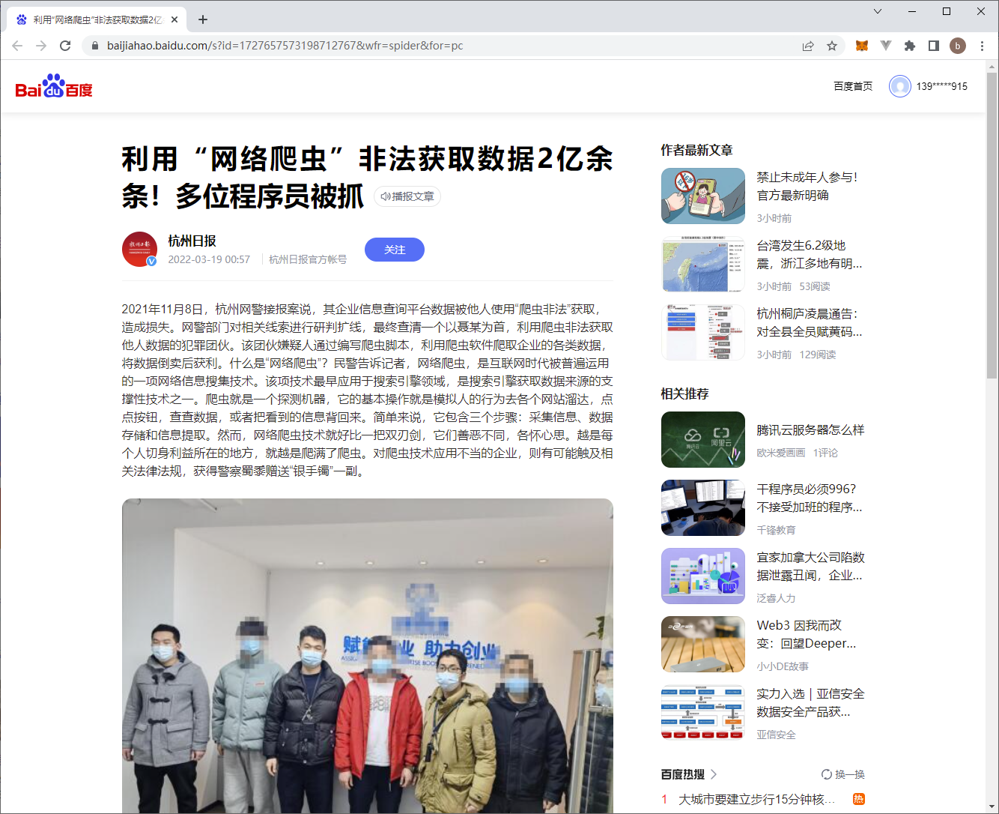 利用“网络爬虫”非法获取数据2亿
baijiahao.baidu.com/s?id=1727657573198712767&wfr=spider&for=pc
b
Bai du 百度
百度首页
139*****915
利用“网络爬虫”非法获取数据2亿余
条！多位程序员被抓
播报文章
杭州日报
2022-03-19 00:57
杭州日报官方帐号
关注
2021年11月8日，杭州网警接报案说，其企业信息查询平台数据被他人使用“爬虫非法”获取，
造成损失。网警部门对相关线索进行研判扩线，最终查清一个以聂某为首，利用爬虫非法获取
他人数据的犯罪团伙。该团伙嫌疑人通过编写爬虫脚本，利用爬虫软件爬取企业的各类数据，
将数据倒卖后获利。什么是“网络爬虫”？民警告诉记者，网络爬虫，是互联网时代被普遍运用
的一项网络信息搜集技术。该项技术最早应用于搜索引擎领域，是搜索引擎获取数据来源的支
撑性技术之一。爬虫就是一个探测机器，它的基本操作就是模拟人的行为去各个网站溜达，点
点按钮，查查数据，或者把看到的信息背回来。简单来说，它包含三个步骤：采集信息、数据
存储和信息提取。然而，网络爬虫技术就好比一把双刃剑，它们善恶不同，各怀心思。越是每
个人切身利益所在的地方，就越是爬满了爬虫。对爬虫技术应用不当的企业，则有可能触及相
关法律法规，获得警察蜀黍赠送“银手镯”一副。
助力创业
作者最新文章
禁止未成年人参与！
官方最新明确
3小时前
台湾发生6.2级地
震，浙江多地有明...
3小时前 53阅读
杭州桐庐凌晨通告：
对全县全员赋黄码...
3小时前 129阅读
相关推荐
腾讯云
阿里云
腾讯云服务器怎么样
欧米爱画画 1评论
干程序员必须996？
不接受加班的程序...
千锋教育
宜家加拿大公司陷数
据泄露丑闻，企业...
泛睿人力
Web3 因我而改
变：回望Deeper...
小小DE故事
实力入选 | 亚信安全
数据安全产品获...
亚信安全
百度热搜
换一换
1 大城市要建立步行15分钟核... 热